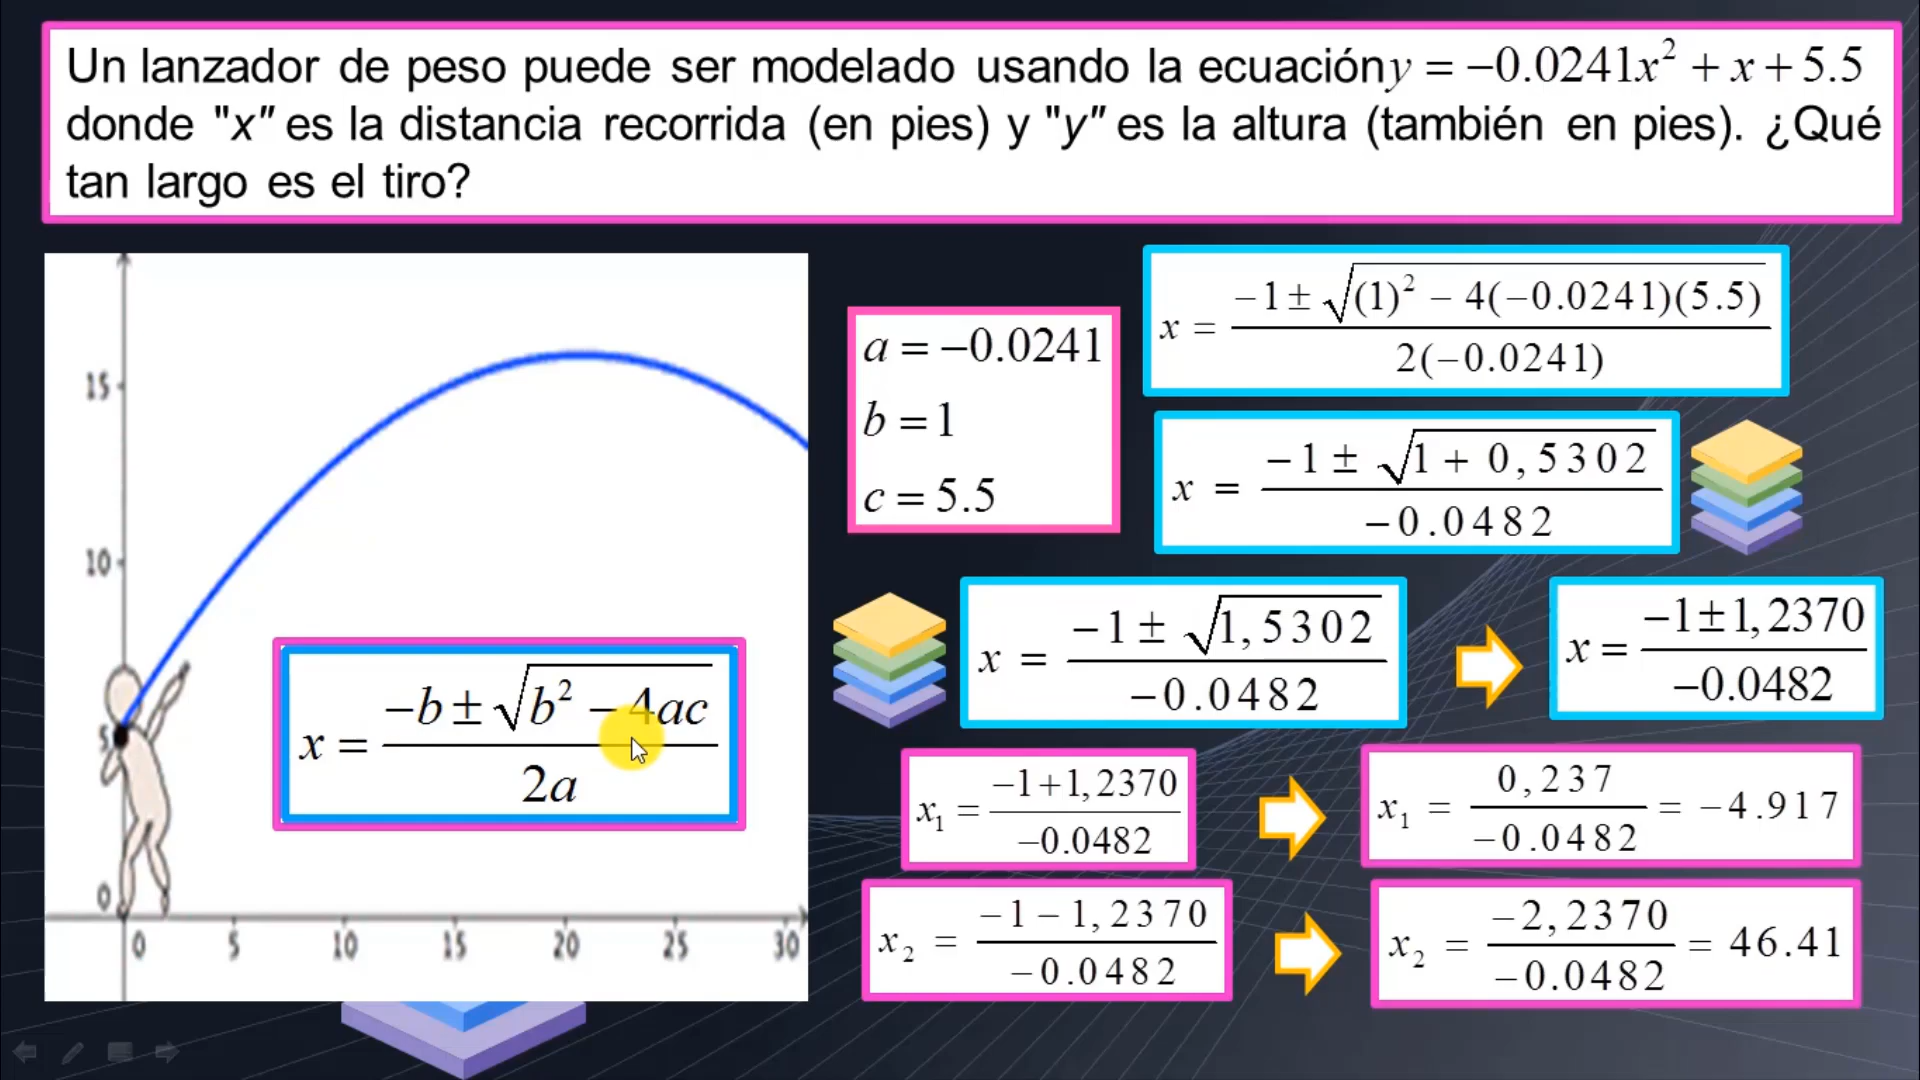 Un lanzador de peso puede ser modelado usando la ecuación y = −0.0241x² + x + 5.5
donde "x" es la distancia recorrida (en pies) y "y" es la altura (también en pies). ¿Qué
tan largo es el tiro?
15
10
5
0
0 5 10 15 20 25 30
x = (−b ± √(b² − 4ac)) / 2a
a = −0.0241
b = 1
c = 5.5
x = (−1 ± √((1)² − 4(−0.0241)(5.5))) / 2(−0.0241)
x = (−1 ± √(1 + 0,5302)) / −0.0482
x = (−1 ± √1,5302) / −0.0482
x = (−1 ± 1,2370) / −0.0482
x₁ = (−1+1,2370) / −0.0482
x₁ = 0,237 / −0.0482 = −4.917
x₂ = (−1−1,2370) / −0.0482
x₂ = −2,2370 / −0.0482 = 46.41